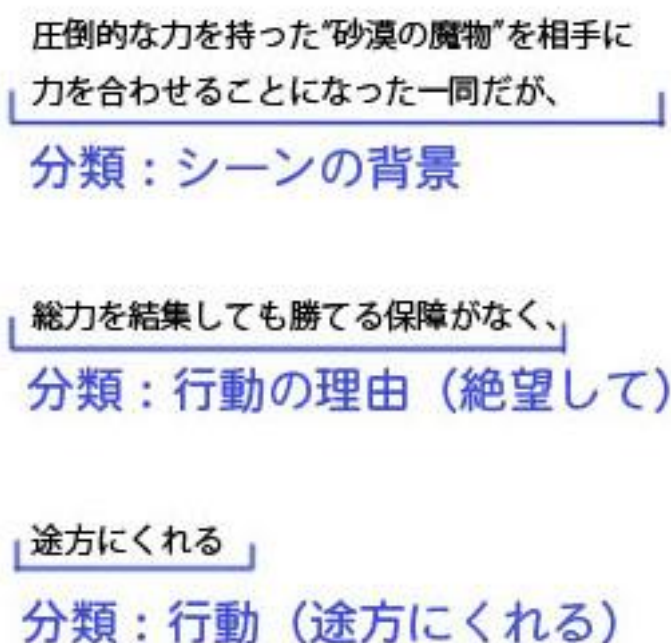 圧倒的な力を持った"砂漠の魔物"を相手に
力を合わせることになった一同だが、
分類：シーンの背景
総力を結集しても勝てる保障がなく、
分類：行動の理由（絶望して）
途方にくれる
分類：行動（途方にくれる）